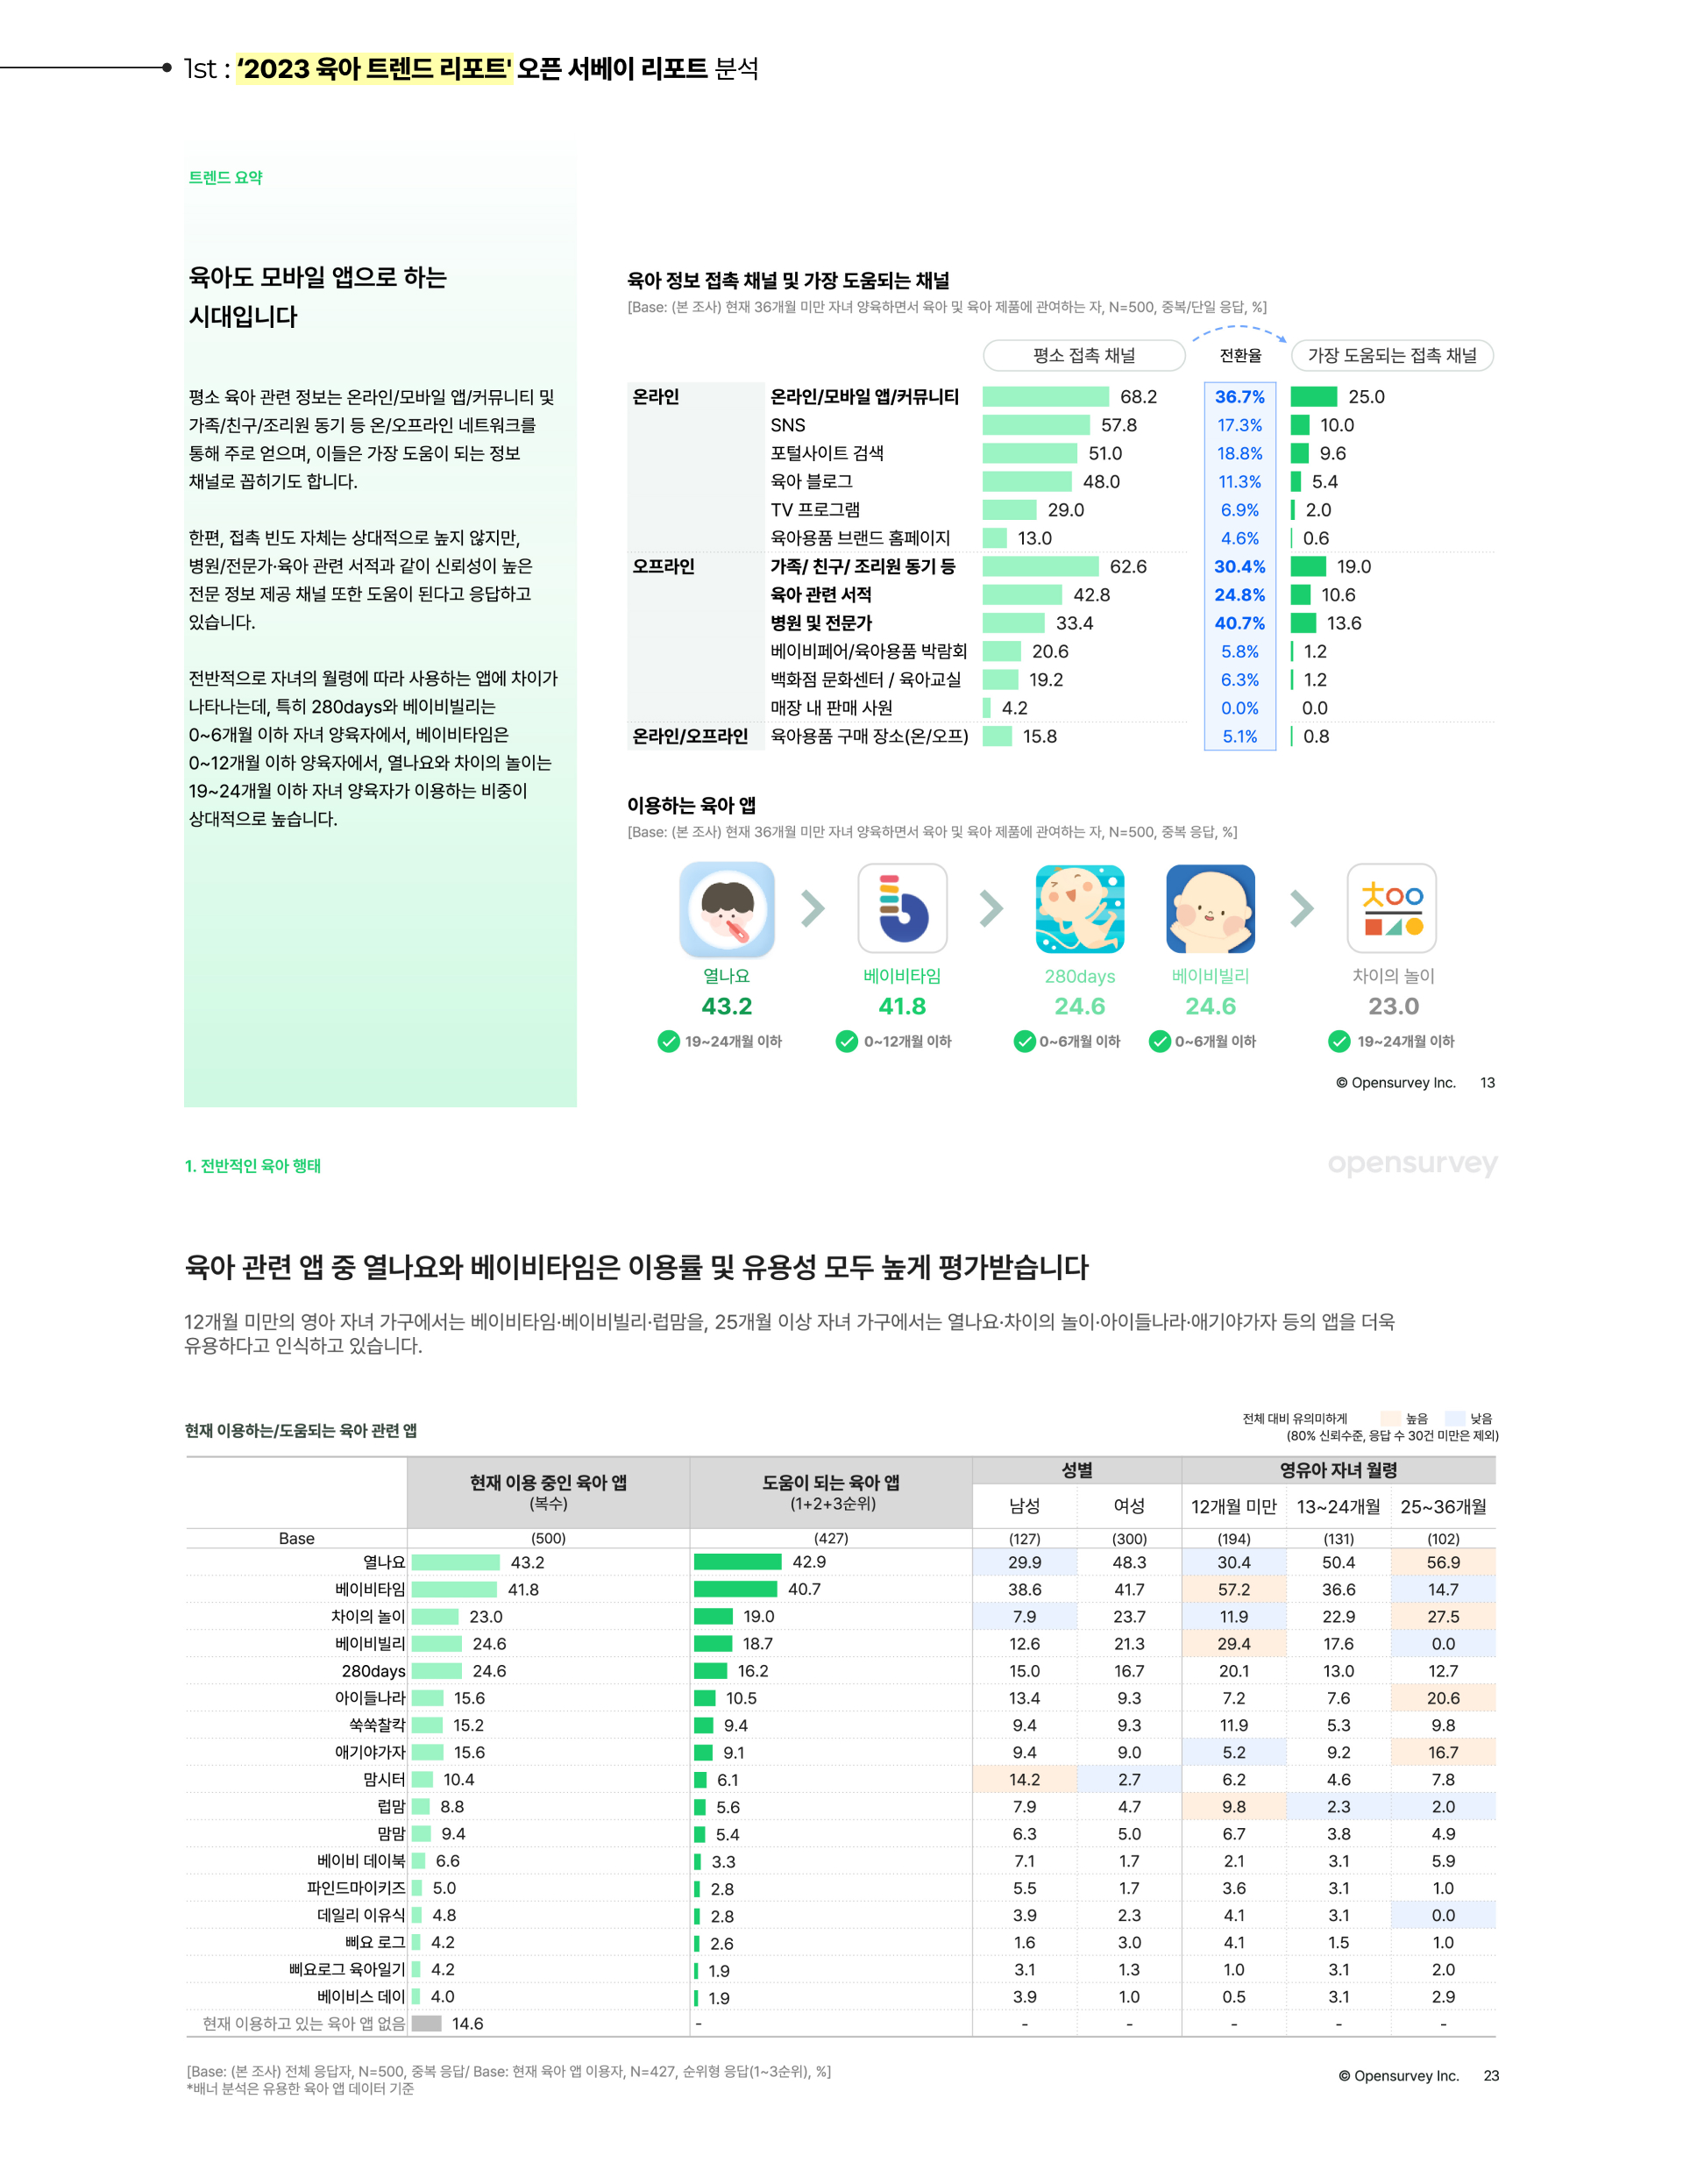 1st : ‘2023 육아 트렌드 리포트' 오픈 서베이 리포트 분석
트렌드 요약
육아도 모바일 앱으로 하는
시대입니다
평소 육아 관련 정보는 온라인/모바일 앱/커뮤니티 및
가족/친구/조리원 동기 등 온/오프라인 네트워크를
통해 주로 얻으며, 이들은 가장 도움이 되는 정보
채널로 꼽히기도 합니다.
한편, 접촉 빈도 자체는 상대적으로 높지 않지만,
병원/전문가·육아 관련 서적과 같이 신뢰성이 높은
전문 정보 제공 채널 또한 도움이 된다고 응답하고
있습니다.
전반적으로 자녀의 월령에 따라 사용하는 앱에 차이가
나타나는데, 특히 280days와 베이비빌리는
0~6개월 이하 자녀 양육자에서, 베이비타임은
0~12개월 이하 양육자에서, 열나요와 차이의 놀이는
19~24개월 이하 자녀 양육자가 이용하는 비중이
상대적으로 높습니다.
육아 정보 접촉 채널 및 가장 도움되는 채널
[Base: (본 조사) 현재 36개월 미만 자녀 양육하면서 육아 및 육아 제품에 관여하는 자, N=500, 중복/단일 응답, %]
평소 접촉 채널 전환율 가장 도움되는 접촉 채널
온라인 온라인/모바일 앱/커뮤니티 68.2 36.7% 25.0
SNS 57.8 17.3% 10.0
포털사이트 검색 51.0 18.8% 9.6
육아 블로그 48.0 11.3% 5.4
TV 프로그램 29.0 6.9% 2.0
육아용품 브랜드 홈페이지 13.0 4.6% 0.6
오프라인 가족/ 친구/ 조리원 동기 등 62.6 30.4% 19.0
육아 관련 서적 42.8 24.8% 10.6
병원 및 전문가 33.4 40.7% 13.6
베이비페어/육아용품 박람회 20.6 5.8% 1.2
백화점 문화센터 / 육아교실 19.2 6.3% 1.2
매장 내 판매 사원 4.2 0.0% 0.0
온라인/오프라인 육아용품 구매 장소(온/오프) 15.8 5.1% 0.8
이용하는 육아 앱
[Base: (본 조사) 현재 36개월 미만 자녀 양육하면서 육아 및 육아 제품에 관여하는 자, N=500, 중복 응답, %]
열나요 베이비타임 280days 베이비빌리 차이의 놀이
43.2 41.8 24.6 24.6 23.0
19~24개월 이하 0~12개월 이하 0~6개월 이하 0~6개월 이하 19~24개월 이하
© Opensurvey Inc. 13
1. 전반적인 육아 행태 opensurvey
육아 관련 앱 중 열나요와 베이비타임은 이용률 및 유용성 모두 높게 평가받습니다
12개월 미만의 영아 자녀 가구에서는 베이비타임·베이비빌리·럽맘을, 25개월 이상 자녀 가구에서는 열나요·차이의 놀이·아이들나라·애기야가자 등의 앱을 더욱
유용하다고 인식하고 있습니다.
현재 이용하는/도움되는 육아 관련 앱
전체 대비 유의미하게 높음 낮음
(80% 신뢰수준, 응답 수 30건 미만은 제외)
현재 이용 중인 육아 앱 도움이 되는 육아 앱 성별 영유아 자녀 월령
(복수) (1+2+3순위) 남성 여성 12개월 미만 13~24개월 25~36개월
Base (500) (427) (127) (300) (194) (131) (102)
열나요 43.2 42.9 29.9 48.3 30.4 50.4 56.9
베이비타임 41.8 40.7 38.6 41.7 57.2 36.6 14.7
차이의 놀이 23.0 19.0 7.9 23.7 11.9 22.9 27.5
베이비빌리 24.6 18.7 12.6 21.3 29.4 17.6 0.0
280days 24.6 16.2 15.0 16.7 20.1 13.0 12.7
아이들나라 15.6 10.5 13.4 9.3 7.2 7.6 20.6
쑥쑥찰칵 15.2 9.4 9.4 9.3 11.9 5.3 9.8
애기야가자 15.6 9.1 9.4 9.0 5.2 9.2 16.7
맘시터 10.4 6.1 14.2 2.7 6.2 4.6 7.8
럽맘 8.8 5.6 7.9 4.7 9.8 2.3 2.0
맘맘 9.4 5.4 6.3 5.0 6.7 3.8 4.9
베이비 데이북 6.6 3.3 7.1 1.7 2.1 3.1 5.9
파인드마이키즈 5.0 2.8 5.5 1.7 3.6 3.1 1.0
데일리 이유식 4.8 2.8 3.9 2.3 4.1 3.1 0.0
삐요 로그 4.2 2.6 1.6 3.0 4.1 1.5 1.0
삐요로그 육아일기 4.2 1.9 3.1 1.3 1.0 3.1 2.0
베이비스 데이 4.0 1.9 3.9 1.0 0.5 3.1 2.9
현재 이용하고 있는 육아 앱 없음 14.6 - - - - - -
[Base: (본 조사) 전체 응답자, N=500, 중복 응답/ Base: 현재 육아 앱 이용자, N=427, 순위형 응답(1~3순위), %]
*배너 분석은 유용한 육아 앱 데이터 기준
© Opensurvey Inc. 23